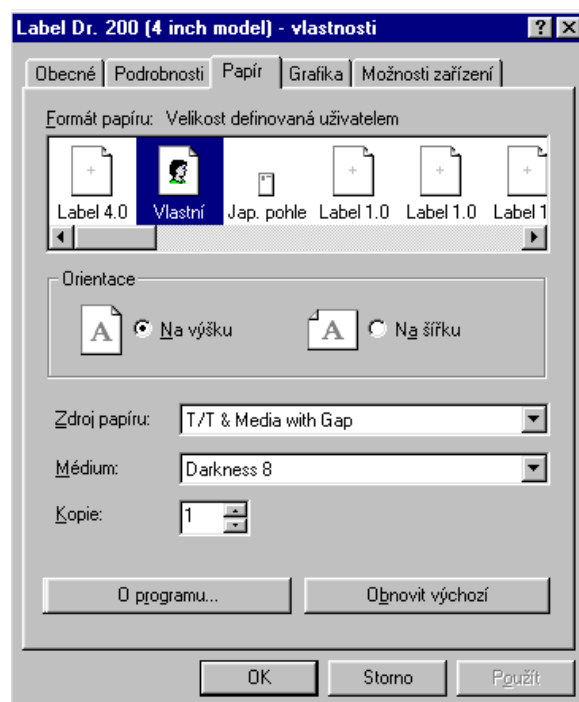 Label Dr. 200 (4 inch model) - vlastnosti
Obecné Podrobnosti Papír Grafika Možnosti zařízení
Formát papíru: Velikost definovaná uživatelem
Label 4.0 Vlastní Jap. pohle Label 1.0 Label 1.0 Label 1
Orientace
A Na výšku A Na šířku
Zdroj papíru: T/T & Media with Gap
Médium: Darkness 8
Kopie: 1
O programu... Obnovit výchozí
OK Storno Použít